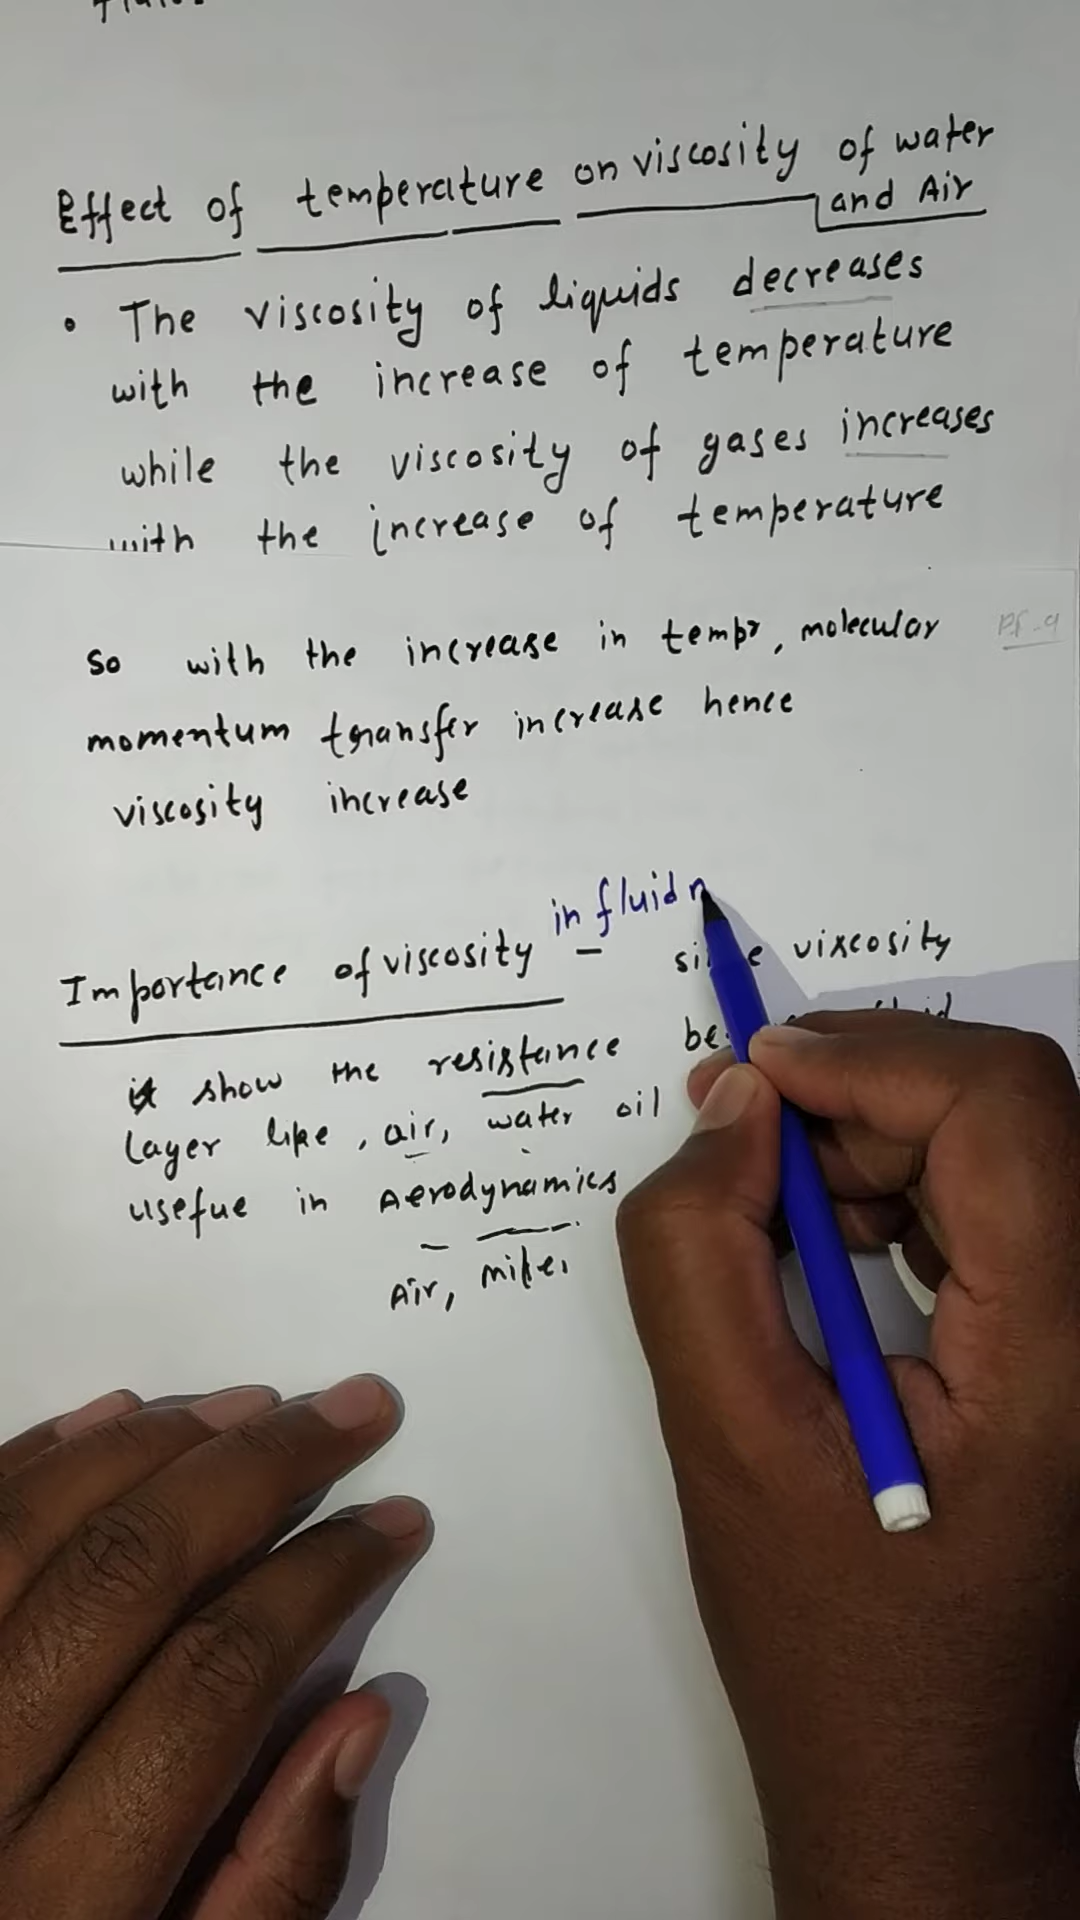 Effect of temperature on viscosity of water
and Air
• The viscosity of liquids decreases
with the increase of temperature
while the viscosity of gases increases
with the increase of temperature
so with the increase in tempr, molecular
momentum transfer increase hence
viscosity increase
in fluid
Importance of viscosity – viscosity
it show the resistance
layer like, air, water oil
usefue in Aerodynamics
Air,